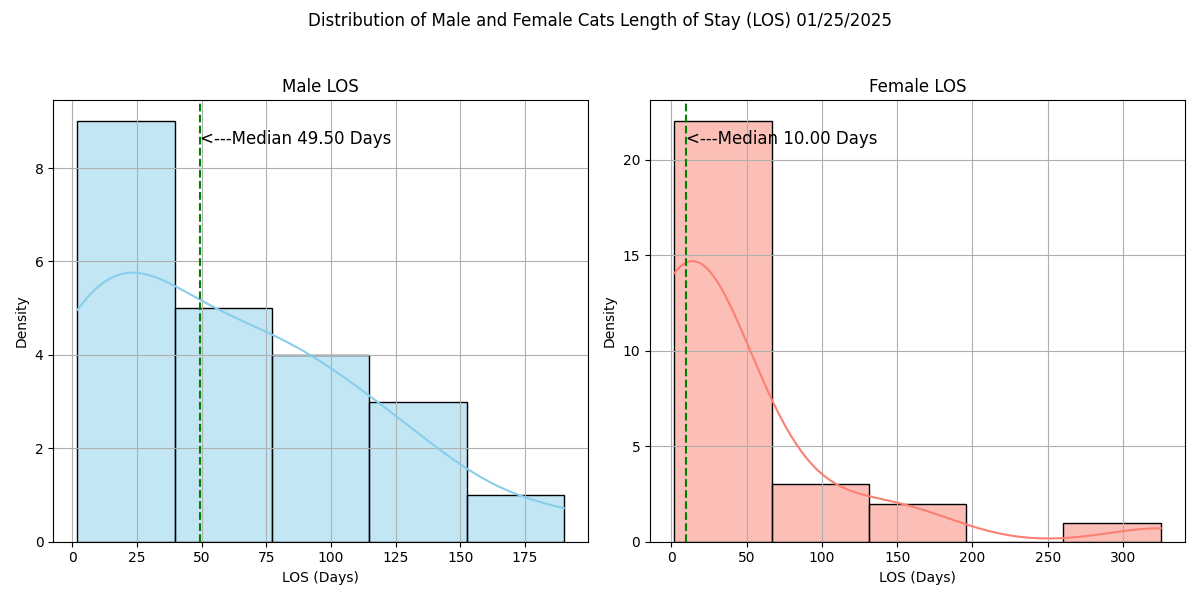 Distribution of Male and Female Cats Length of Stay (LOS) 01/25/2025
Male LOS
Density
8
6
4
2
0
<---Median 49.50 Days
0 25 50 75 100 125 150 175
LOS (Days)
Female LOS
Density
20
15
10
5
0
<---Median 10.00 Days
0 50 100 150 200 250 300
LOS (Days)